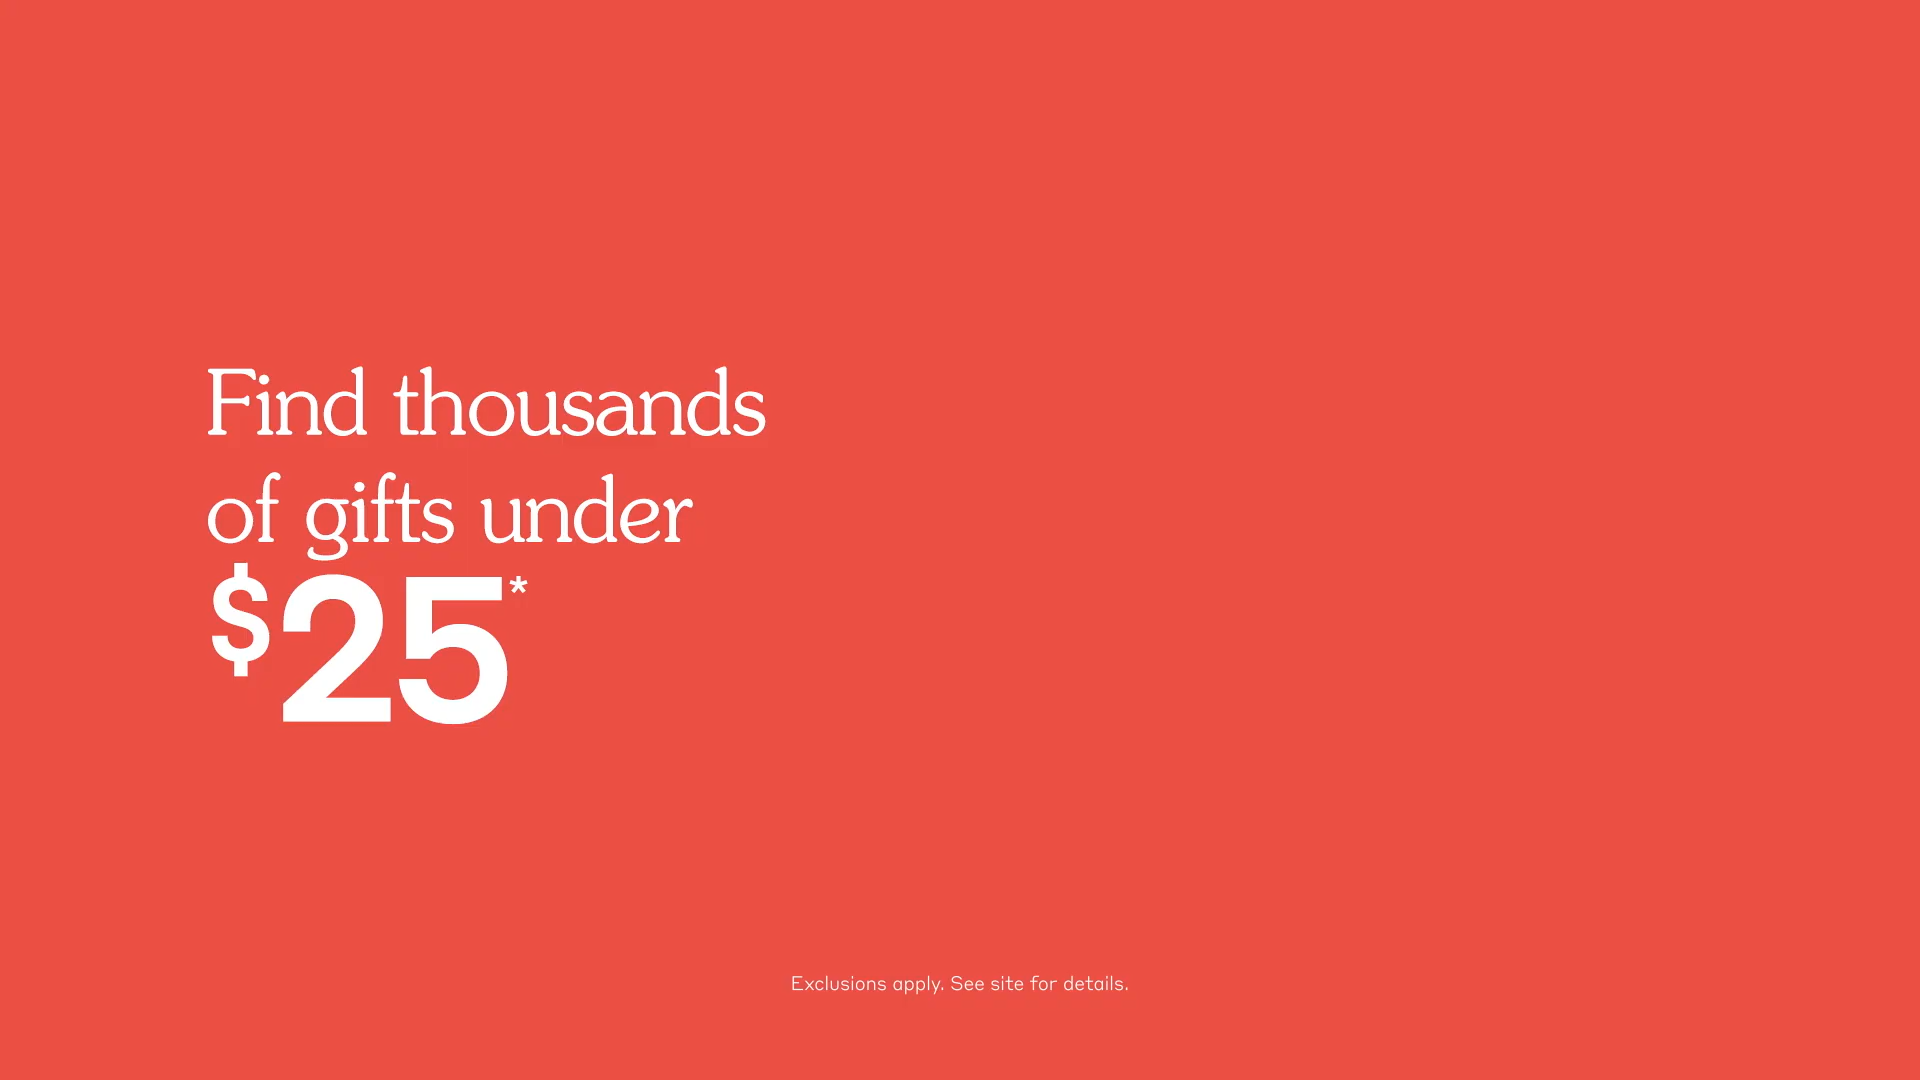 Find thousands
of gifts under
$25*
Exclusions apply. See site for details.